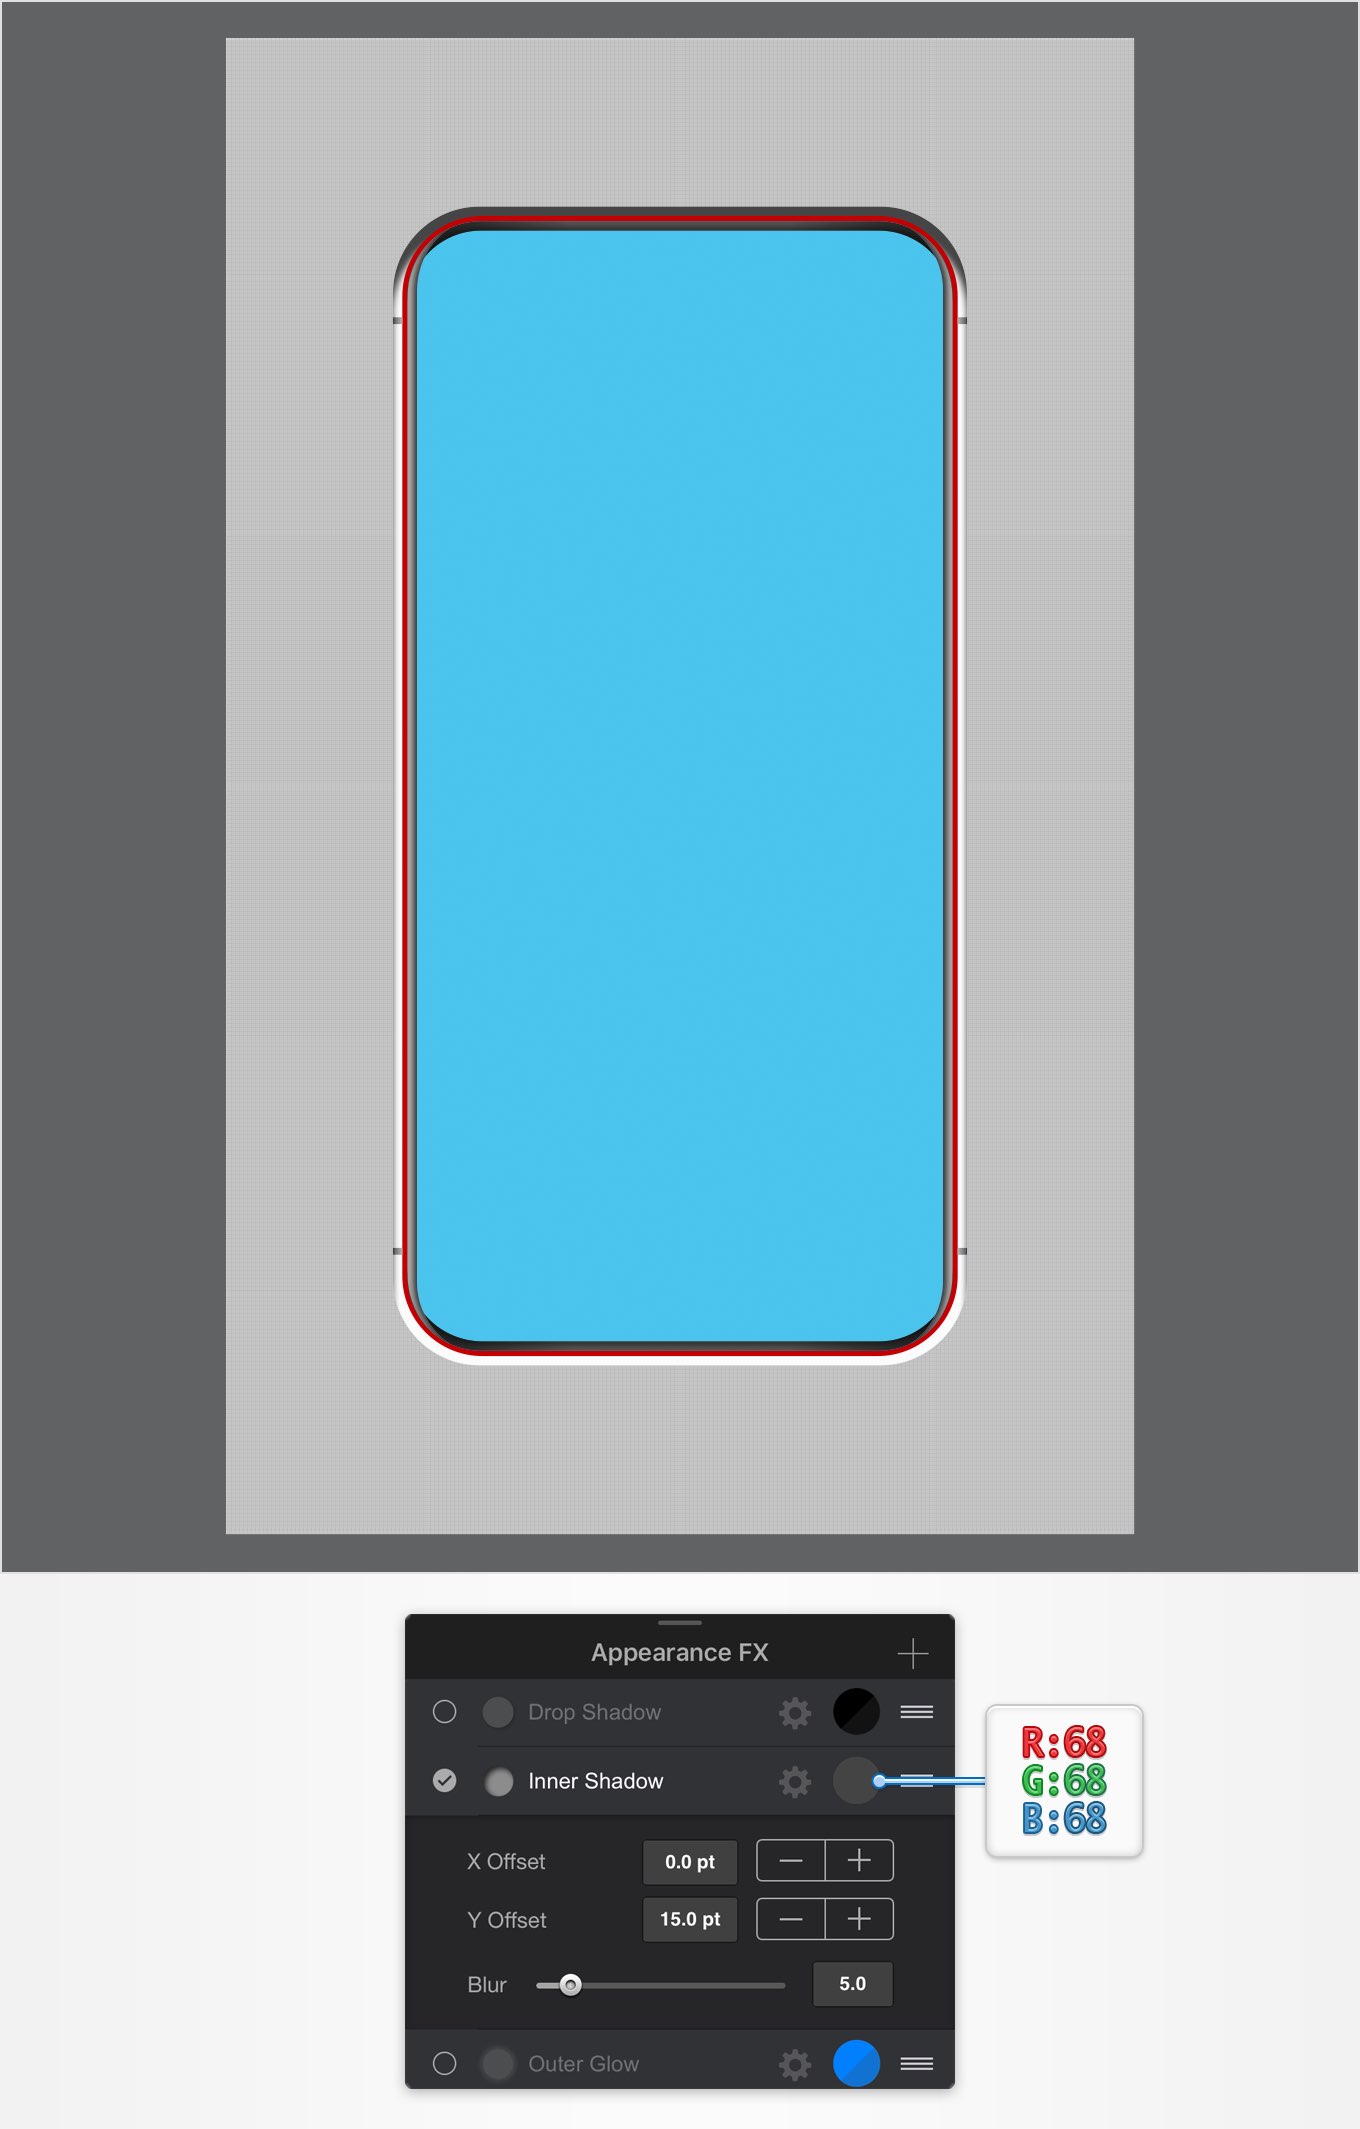 Appearance FX
Drop Shadow
Inner Shadow
R:68
G:68
B:68
X Offset 0.0 pt
Y Offset 15.0 pt
Blur 5.0
Outer Glow